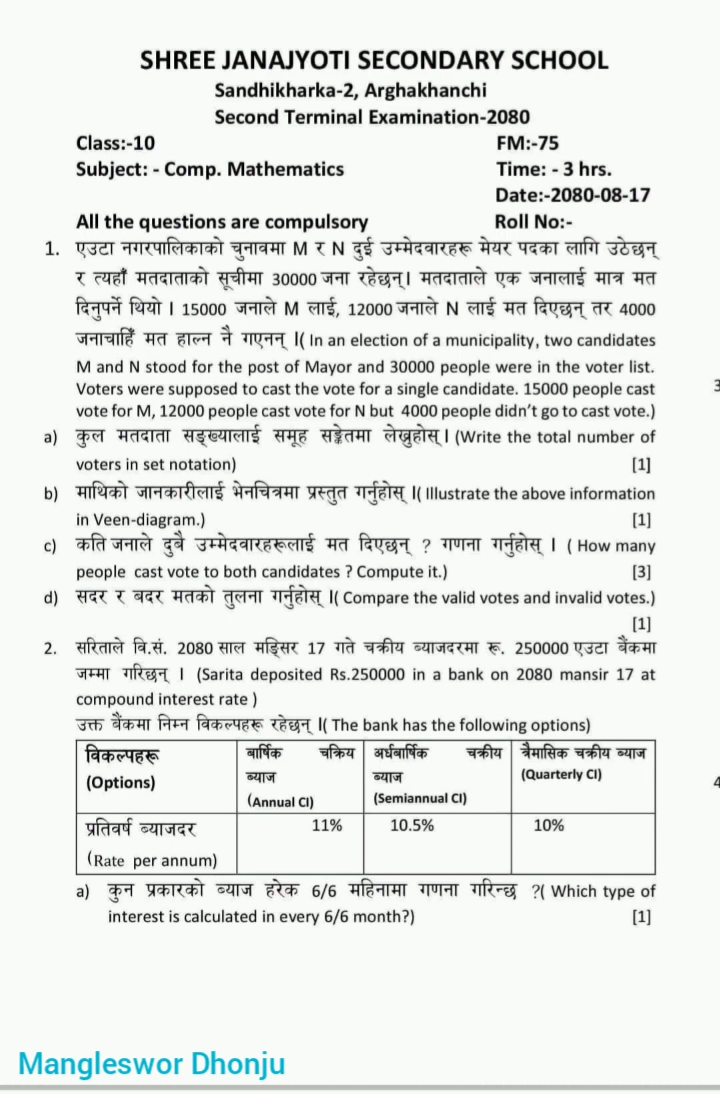 SHREE JANAJYOTI SECONDARY SCHOOL
Sandhikharka-2, Arghakhanchi
Second Terminal Examination-2080
Class:-10 FM:-75
Subject: - Comp. Mathematics Time: - 3 hrs.
Date:-2080-08-17
All the questions are compulsory Roll No:-
1. एउटा नगरपालिकाको चुनावमा M र N दुई उम्मेदवारहरू मेयर पदका लागि उठेछन्
र त्यहाँ मतदाताको सूचीमा 30000 जना रहेछन्। मतदाताले एक जनालाई मात्र मत
दिनुपर्ने थियो । 15000 जनाले M लाई, 12000 जनाले N लाई मत दिएछन् तर 4000
जनाचाहिँ मत हाल्न नै गएनन् ।( In an election of a municipality, two candidates
M and N stood for the post of Mayor and 30000 people were in the voter list.
Voters were supposed to cast the vote for a single candidate. 15000 people cast
3
vote for M, 12000 people cast vote for N but 4000 people didn't go to cast vote.)
a) कुल मतदाता सङ्ख्यालाई समूह सङ्केतमा लेख्नुहोस् । (Write the total number of
voters in set notation) [1]
b) माथिको जानकारीलाई भेनचित्रमा प्रस्तुत गर्नुहोस् ।( Illustrate the above information
in Veen-diagram.) [1]
c) कति जनाले दुबै उम्मेदवारहरूलाई मत दिएछन् ? गणना गर्नुहोस् । ( How many
people cast vote to both candidates ? Compute it.) [3]
d) सदर र बदर मतको तुलना गर्नुहोस् ।( Compare the valid votes and invalid votes.)
[1]
2. सरिताले वि.सं. 2080 साल मङ्सिर 17 गते चक्रीय ब्याजदरमा रू. 250000 एउटा बैंकमा
जम्मा गरिछन् । (Sarita deposited Rs.250000 in a bank on 2080 mansir 17 at
compound interest rate )
उक्त बैंकमा निम्न विकल्पहरू रहेछन् ।( The bank has the following options)
विकल्पहरू
(Options)
बार्षिक चक्रिय
ब्याज
(Annual CI)
अर्धबार्षिक चक्रीय
ब्याज
(Semiannual CI)
त्रैमासिक चक्रीय ब्याज
(Quarterly CI)
4
प्रतिवर्ष ब्याजदर
(Rate per annum)
11%
10.5%
10%
a) कुन प्रकारको ब्याज हरेक 6/6 महिनामा गणना गरिन्छ ?( Which type of
interest is calculated in every 6/6 month?) [1]
Mangleswor Dhonju